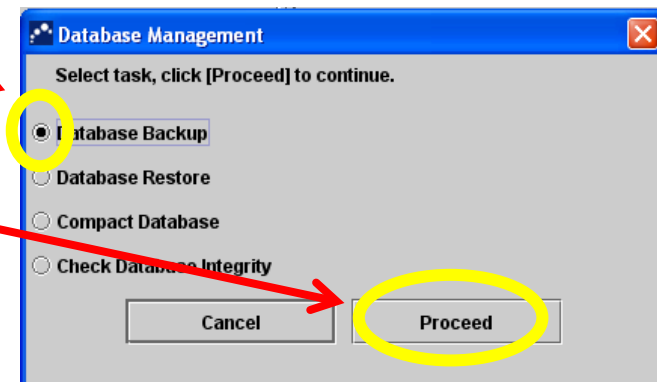 Database Management
Select task, click [Proceed] to continue.
Database Backup
Database Restore
Compact Database
Check Database Integrity
Cancel
Proceed